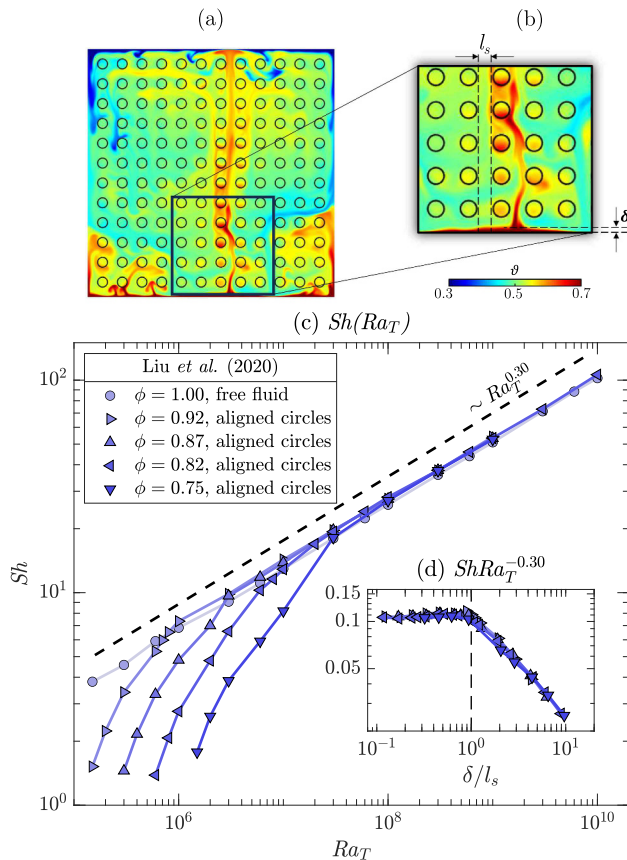 (a) (b)
l_s
δ
ϑ
0.3 0.5 0.7
(c) Sh(Ra_T)
Liu et al. (2020)
ϕ = 1.00, free fluid
ϕ = 0.92, aligned circles
ϕ = 0.87, aligned circles
ϕ = 0.82, aligned circles
ϕ = 0.75, aligned circles
∼ Ra_T^0.30
10^2
10^1
10^0
Sh
(d) ShRa_T^−0.30
0.15
0.1
0.05
10^−1 10^0 10^1
δ/l_s
10^6 10^8 10^10
Ra_T